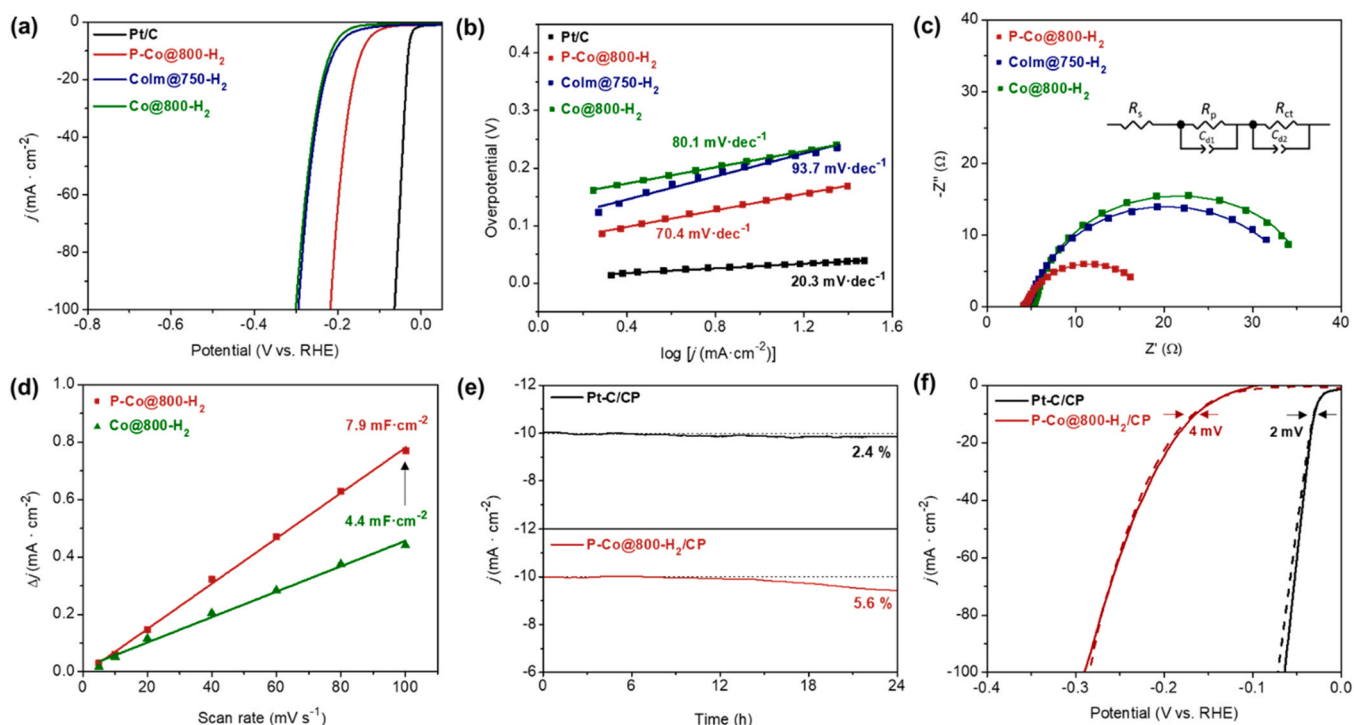 (a)
Pt/C
P-Co@800-H₂
CoIm@750-H₂
Co@800-H₂
0
-20
-40
-60
-80
-100
-0.8
-0.6
-0.4
-0.2
0.0
j (mA · cm⁻²)
Potential (V vs. RHE)
(b)
Pt/C
P-Co@800-H₂
CoIm@750-H₂
Co@800-H₂
80.1 mV·dec⁻¹
93.7 mV·dec⁻¹
70.4 mV·dec⁻¹
20.3 mV·dec⁻¹
0.4
0.3
0.2
0.1
0.0
0.0
0.4
0.8
1.2
1.6
Overpotential (V)
log [j (mA·cm⁻²)]
(c)
P-Co@800-H₂
CoIm@750-H₂
Co@800-H₂
Rs
Rp
Rct
Cd1
Cd2
40
35
30
25
20
15
10
5
0
0
10
20
30
40
-Z'' (Ω)
Z' (Ω)
(d)
P-Co@800-H₂
Co@800-H₂
7.9 mF·cm⁻²
4.4 mF·cm⁻²
1.0
0.8
0.6
0.4
0.2
0.0
20
40
60
80
100
Δj (mA · cm⁻²)
Scan rate (mV s⁻¹)
(e)
Pt-C/CP
2.4 %
P-Co@800-H₂/CP
5.6 %
-12
-10
-8
-12
-10
-8
-6
0
6
12
18
24
j (mA · cm⁻²)
Time (h)
(f)
Pt-C/CP
P-Co@800-H₂/CP
4 mV
2 mV
0
-20
-40
-60
-80
-100
-0.4
-0.3
-0.2
-0.1
0.0
j (mA · cm⁻²)
Potential (V vs. RHE)